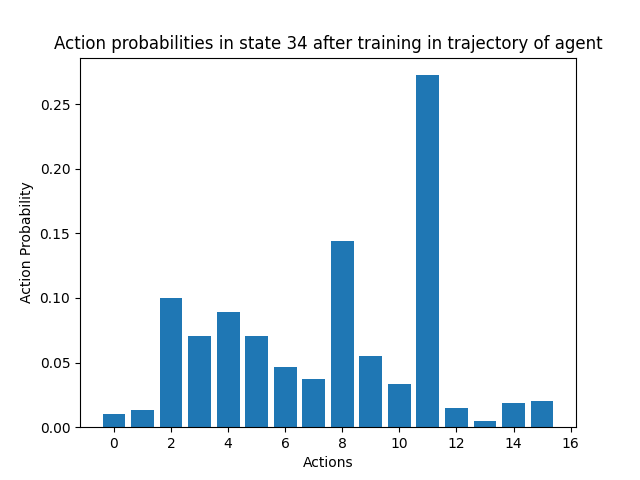 Action probabilities in state 34 after training in trajectory of agent
0.25
0.20
0.15
0.10
0.05
0.00
Action Probability
0 2 4 6 8 10 12 14 16
Actions